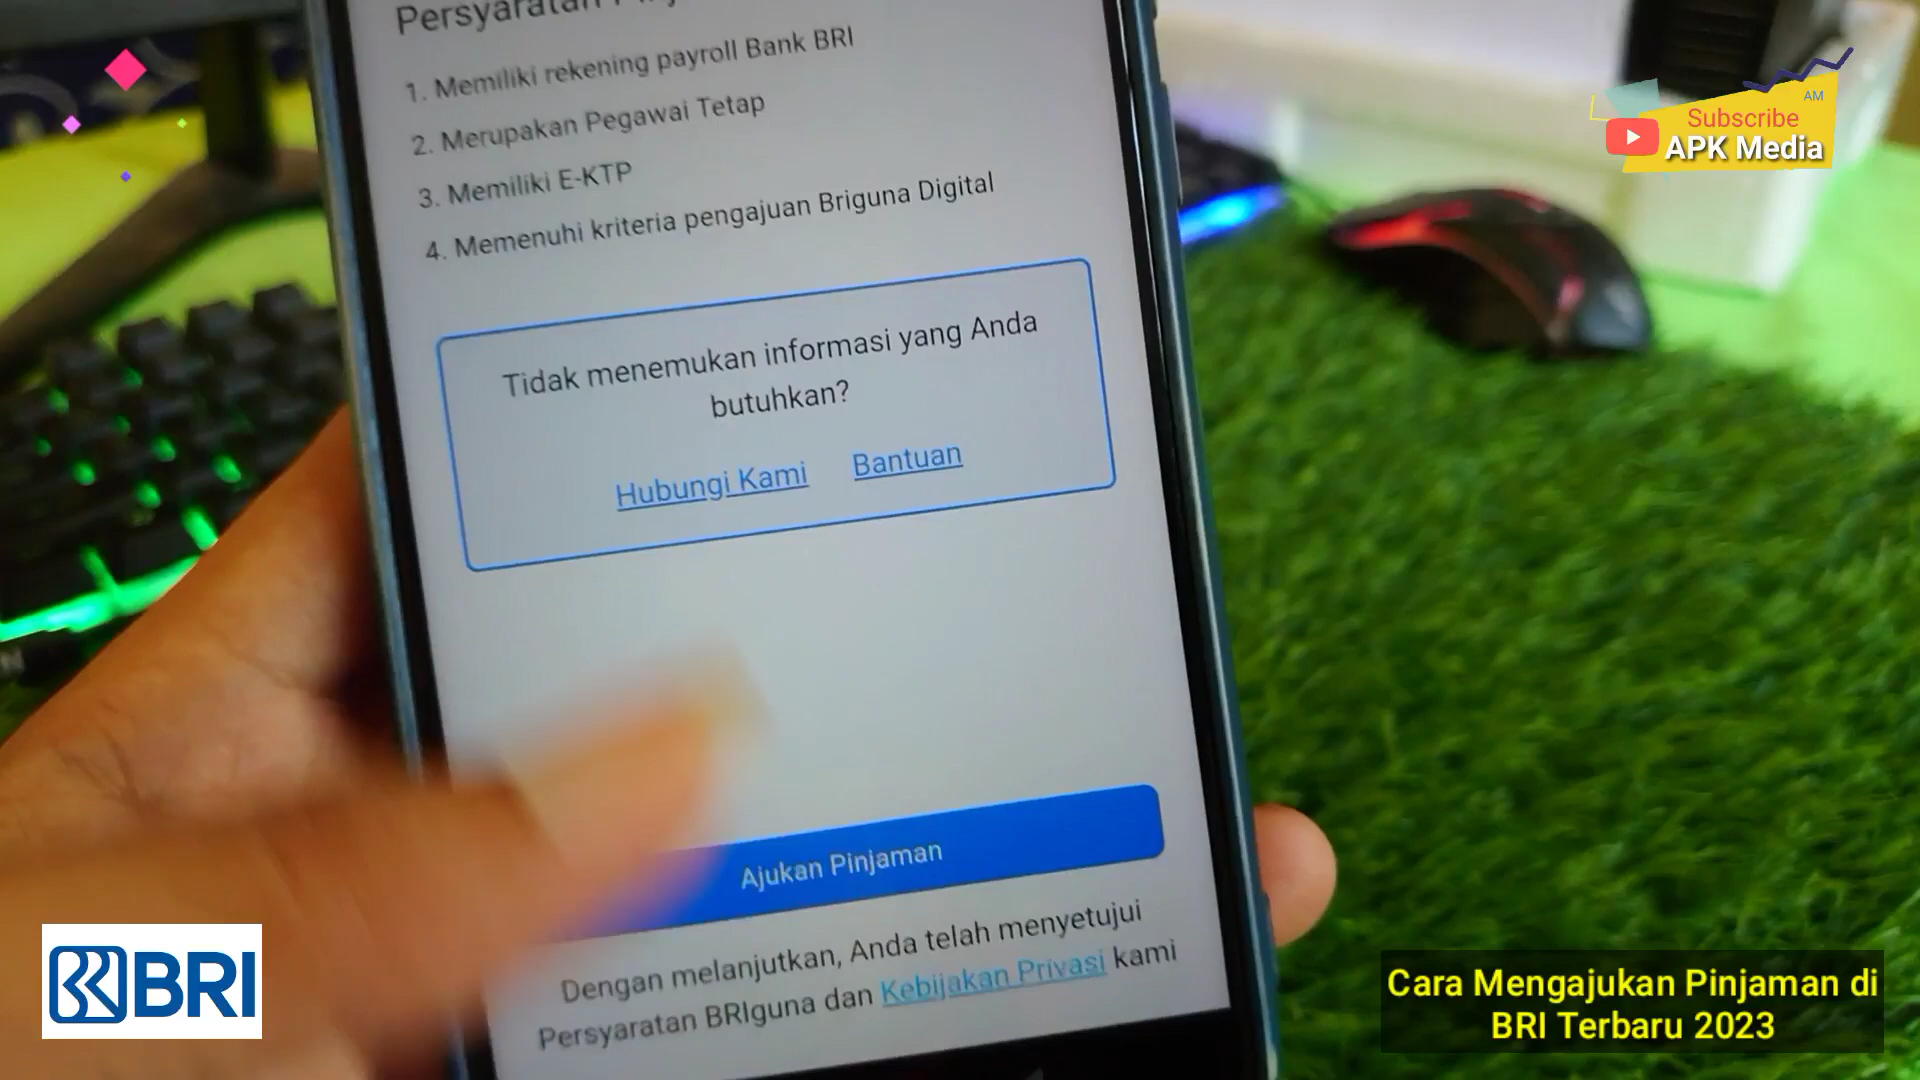 Persyaratan
1. Memiliki rekening payroll Bank BRI
2. Merupakan Pegawai Tetap
3. Memiliki E-KTP
4. Memenuhi kriteria pengajuan Briguna Digital
Tidak menemukan informasi yang Anda
butuhkan?
Hubungi Kami Bantuan
Ajukan Pinjaman
Dengan melanjutkan, Anda telah menyetujui
Persyaratan BRIguna dan Kebijakan Privasi kami
AM
Subscribe
APK Media
BRI
Cara Mengajukan Pinjaman di
BRI Terbaru 2023